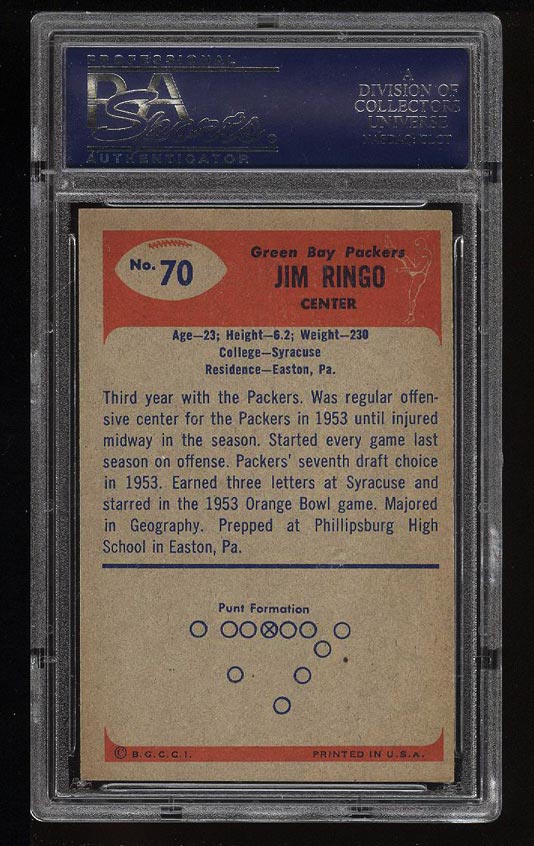 PROFESSIONAL
PSA
Sports
AUTHENTICATOR
A
DIVISION OF
COLLECTORS
UNIVERSE
NASDAQ: CLCT
No. 70
Green Bay Packers
JIM RINGO
CENTER
Age—23; Height—6.2; Weight—230
College—Syracuse
Residence—Easton, Pa.
Third year with the Packers. Was regular offen-
sive center for the Packers in 1953 until injured
midway in the season. Started every game last
season on offense. Packers' seventh draft choice
in 1953. Earned three letters at Syracuse and
starred in the 1953 Orange Bowl game. Majored
in Geography. Prepped at Phillipsburg High
School in Easton, Pa.
Punt Formation
© B.G.C.C.I.
PRINTED IN U.S.A.